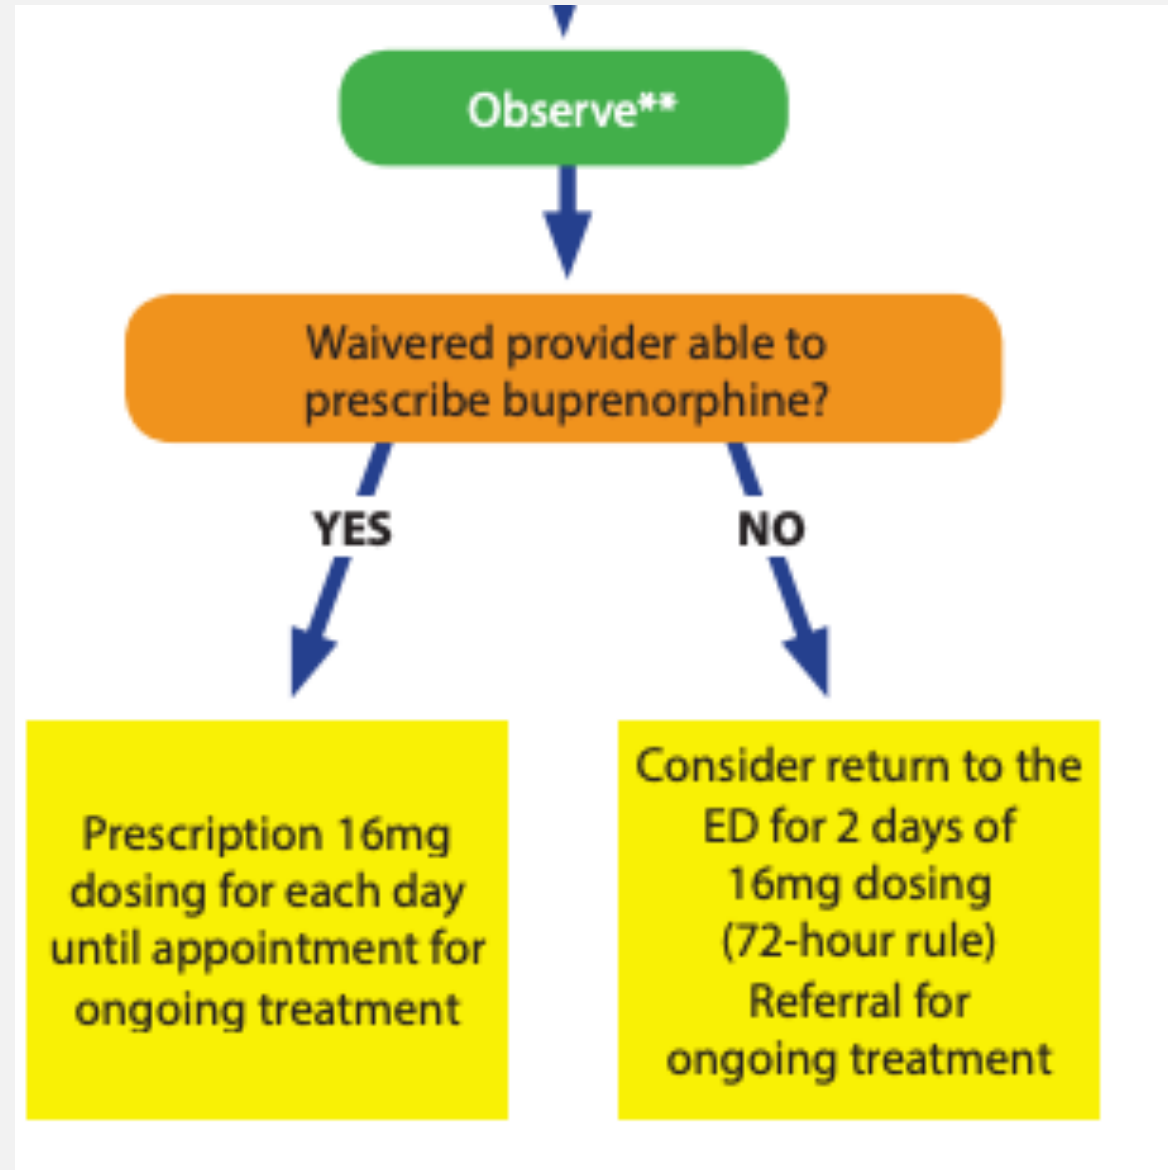 Observe**
Waivered provider able to
prescribe buprenorphine?
YES
NO
Prescription 16mg
dosing for each day
until appointment for
ongoing treatment
Consider return to the
ED for 2 days of
16mg dosing
(72-hour rule)
Referral for
ongoing treatment